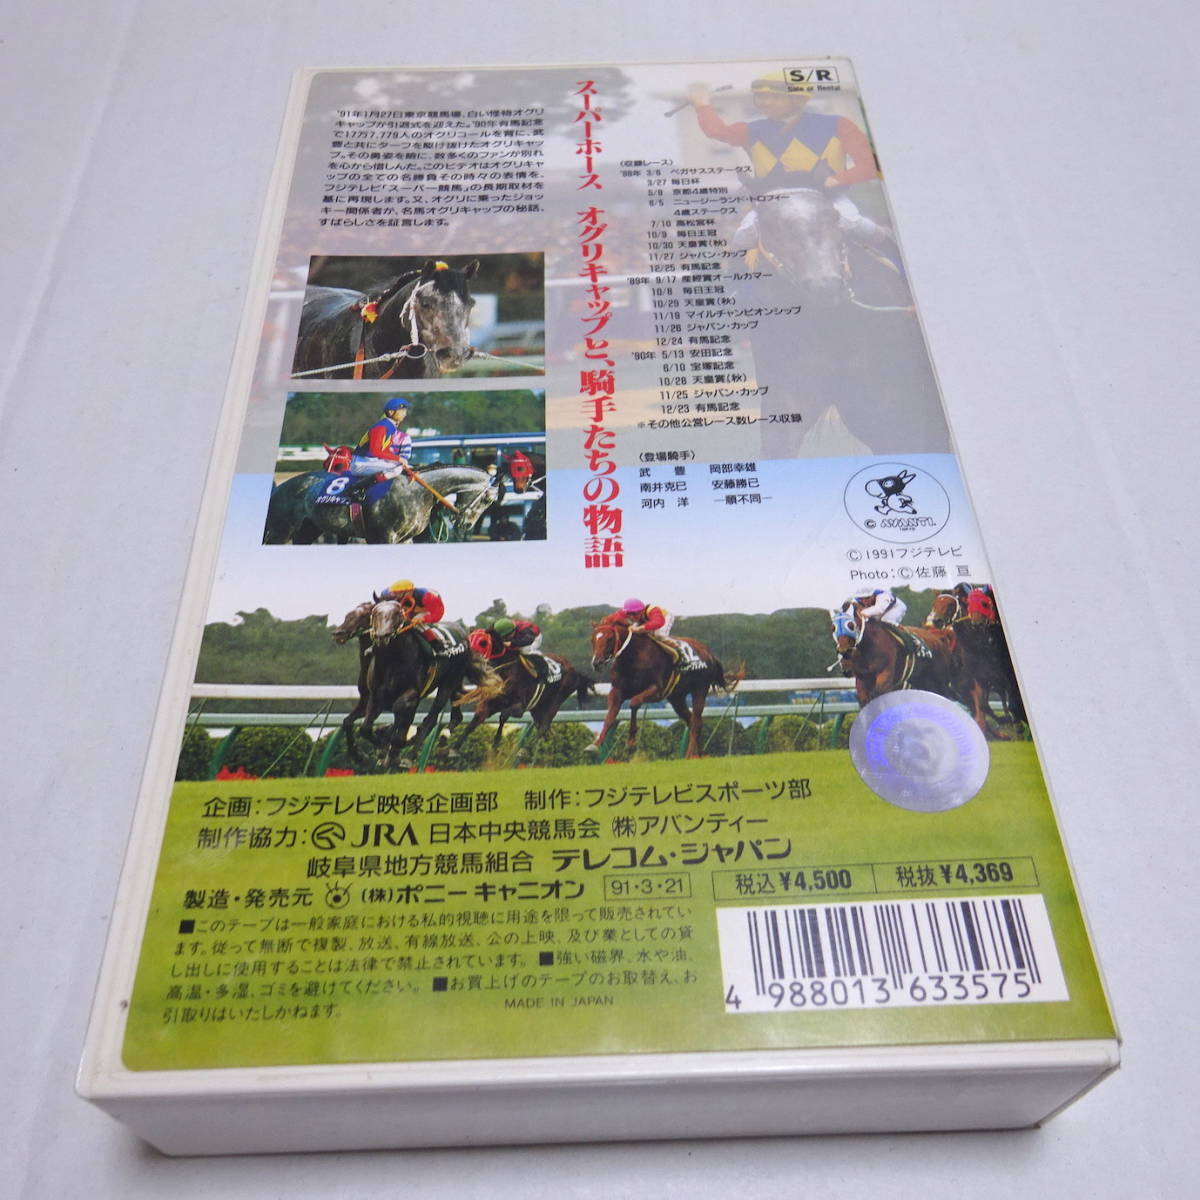 S/R
Sale or Rental
スーパーホース オグリキャップと、騎手たちの物語
'91年1月27日東京競馬場、白い怪物オグリ
キャップが引退式を迎えた。'90年有馬記念
で17万7,779人のオグリコールを背に、武
豊と共にターフを駆け抜けたオグリキャッ
プ。その勇姿を瞼に、数多くのファンが別れ
を心から惜しんだ。このビデオはオグリキャ
ップの全ての名勝負その時々の表情を、
フジテレビ「スーパー競馬」の長期取材を
基に再現します。又、オグリに乗ったジョッ
キー関係者が、名馬オグリキャップの秘話、
すばらしさを証言します。
〈収録レース〉
'88年 3/6 ペガサスステークス
3/27 毎日杯
5/8 京都4歳特別
6/5 ニュージーランド・トロフィー
4歳ステークス
7/10 高松宮杯
10/9 毎日王冠
10/30 天皇賞(秋)
11/27 ジャパン・カップ
12/25 有馬記念
'89年 9/17 産經賞オールカマー
10/8 毎日王冠
10/29 天皇賞(秋)
11/19 マイルチャンピオンシップ
11/26 ジャパン・カップ
12/24 有馬記念
'90年 5/13 安田記念
6/10 宝塚記念
10/28 天皇賞(秋)
11/25 ジャパン・カップ
12/23 有馬記念
※その他公営レース数レース収録
〈登場騎手〉
武 豊 岡部幸雄
南井克巳 安藤勝己
河内 洋 —順不同—
8
オグリキャップ
© AVANTI.
TOKYO
©1991フジテレビ
Photo:©佐藤 亘
企画:フジテレビ映像企画部 制作:フジテレビスポーツ部
制作協力: JRA 日本中央競馬会 ㈱アバンティー
岐阜県地方競馬組合 テレコム・ジャパン
製造・発売元 (株)ポニー キャニオン 91・3・21
税込¥4,500 税抜¥4,369
■このテープは一般家庭における私的視聴に用途を限って販売されてい
ます。従って無断で複製、放送、有線放送、公の上映、及び業としての貸
し出しに使用することは法律で禁止されています。■強い磁界、水や油、
高温・多湿、ゴミを避けてください。■お買上げのテープのお取替え、お
引取りはいたしかねます。
MADE IN JAPAN
4 988013 633575